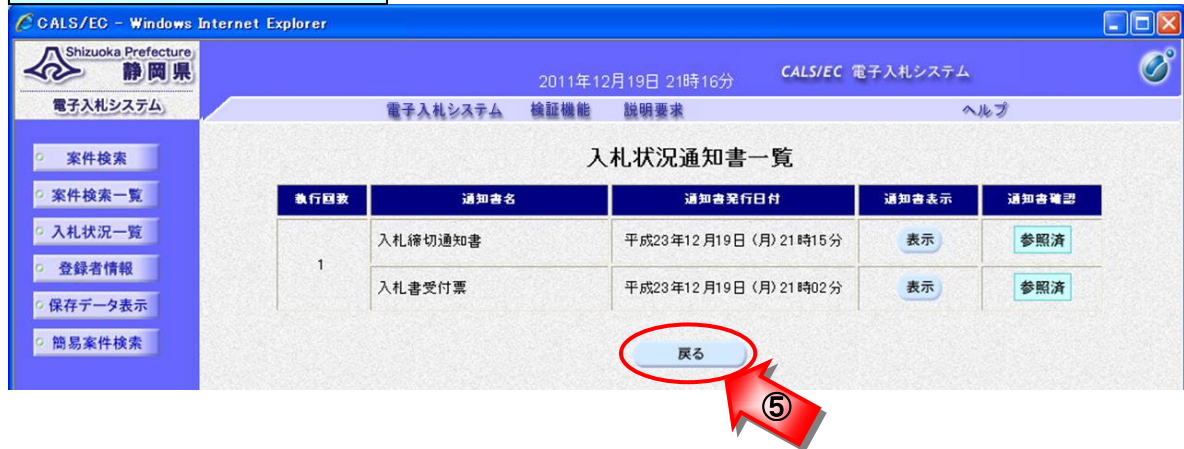 CALS/EC - Windows Internet Explorer
Shizuoka Prefecture
静岡県
2011年12月19日 21時16分
CALS/EC 電子入札システム
電子入札システム
電子入札システム 検証機能 説明要求 ヘルプ
案件検索
案件検索一覧
入札状況一覧
登録者情報
保存データ表示
簡易案件検索
入札状況通知書一覧
執行回数 通知書名 通知書発行日付 通知書表示 通知書確認
1
入札締切通知書 平成23年12月19日（月）21時15分 表示 参照済
入札書受付票 平成23年12月19日（月）21時02分 表示 参照済
戻る
⑤